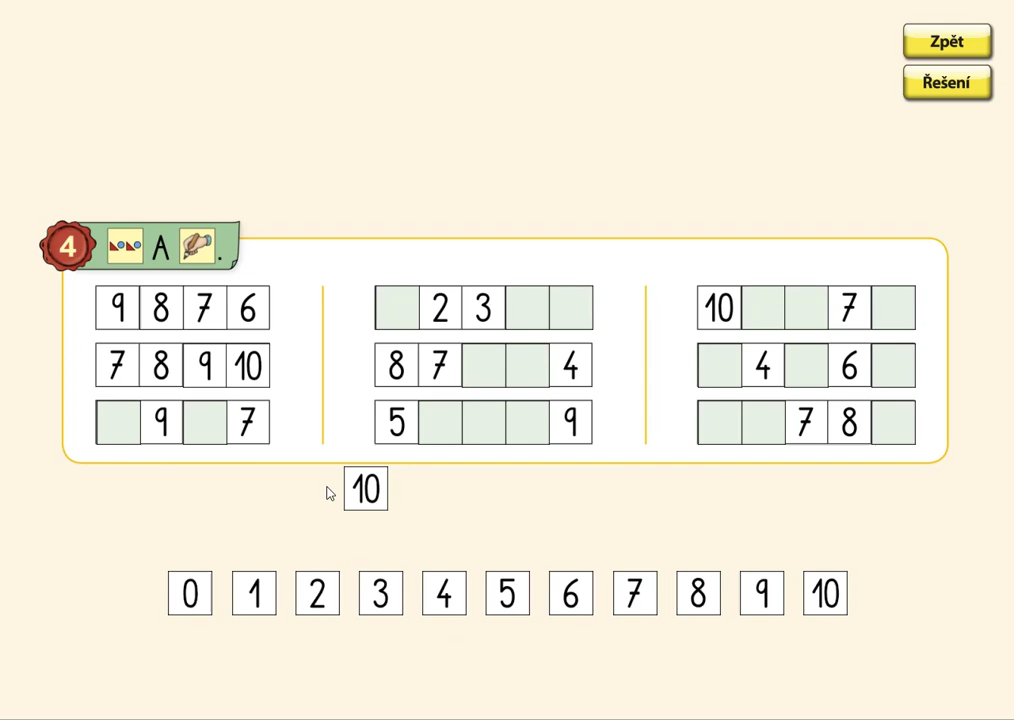 Zpět
Řešení
4 A .
9 8 7 6
2 3
10 7
7 8 9 10
8 7 4
4 6
9 7
5 9
7 8
10
0 1 2 3 4 5 6 7 8 9 10